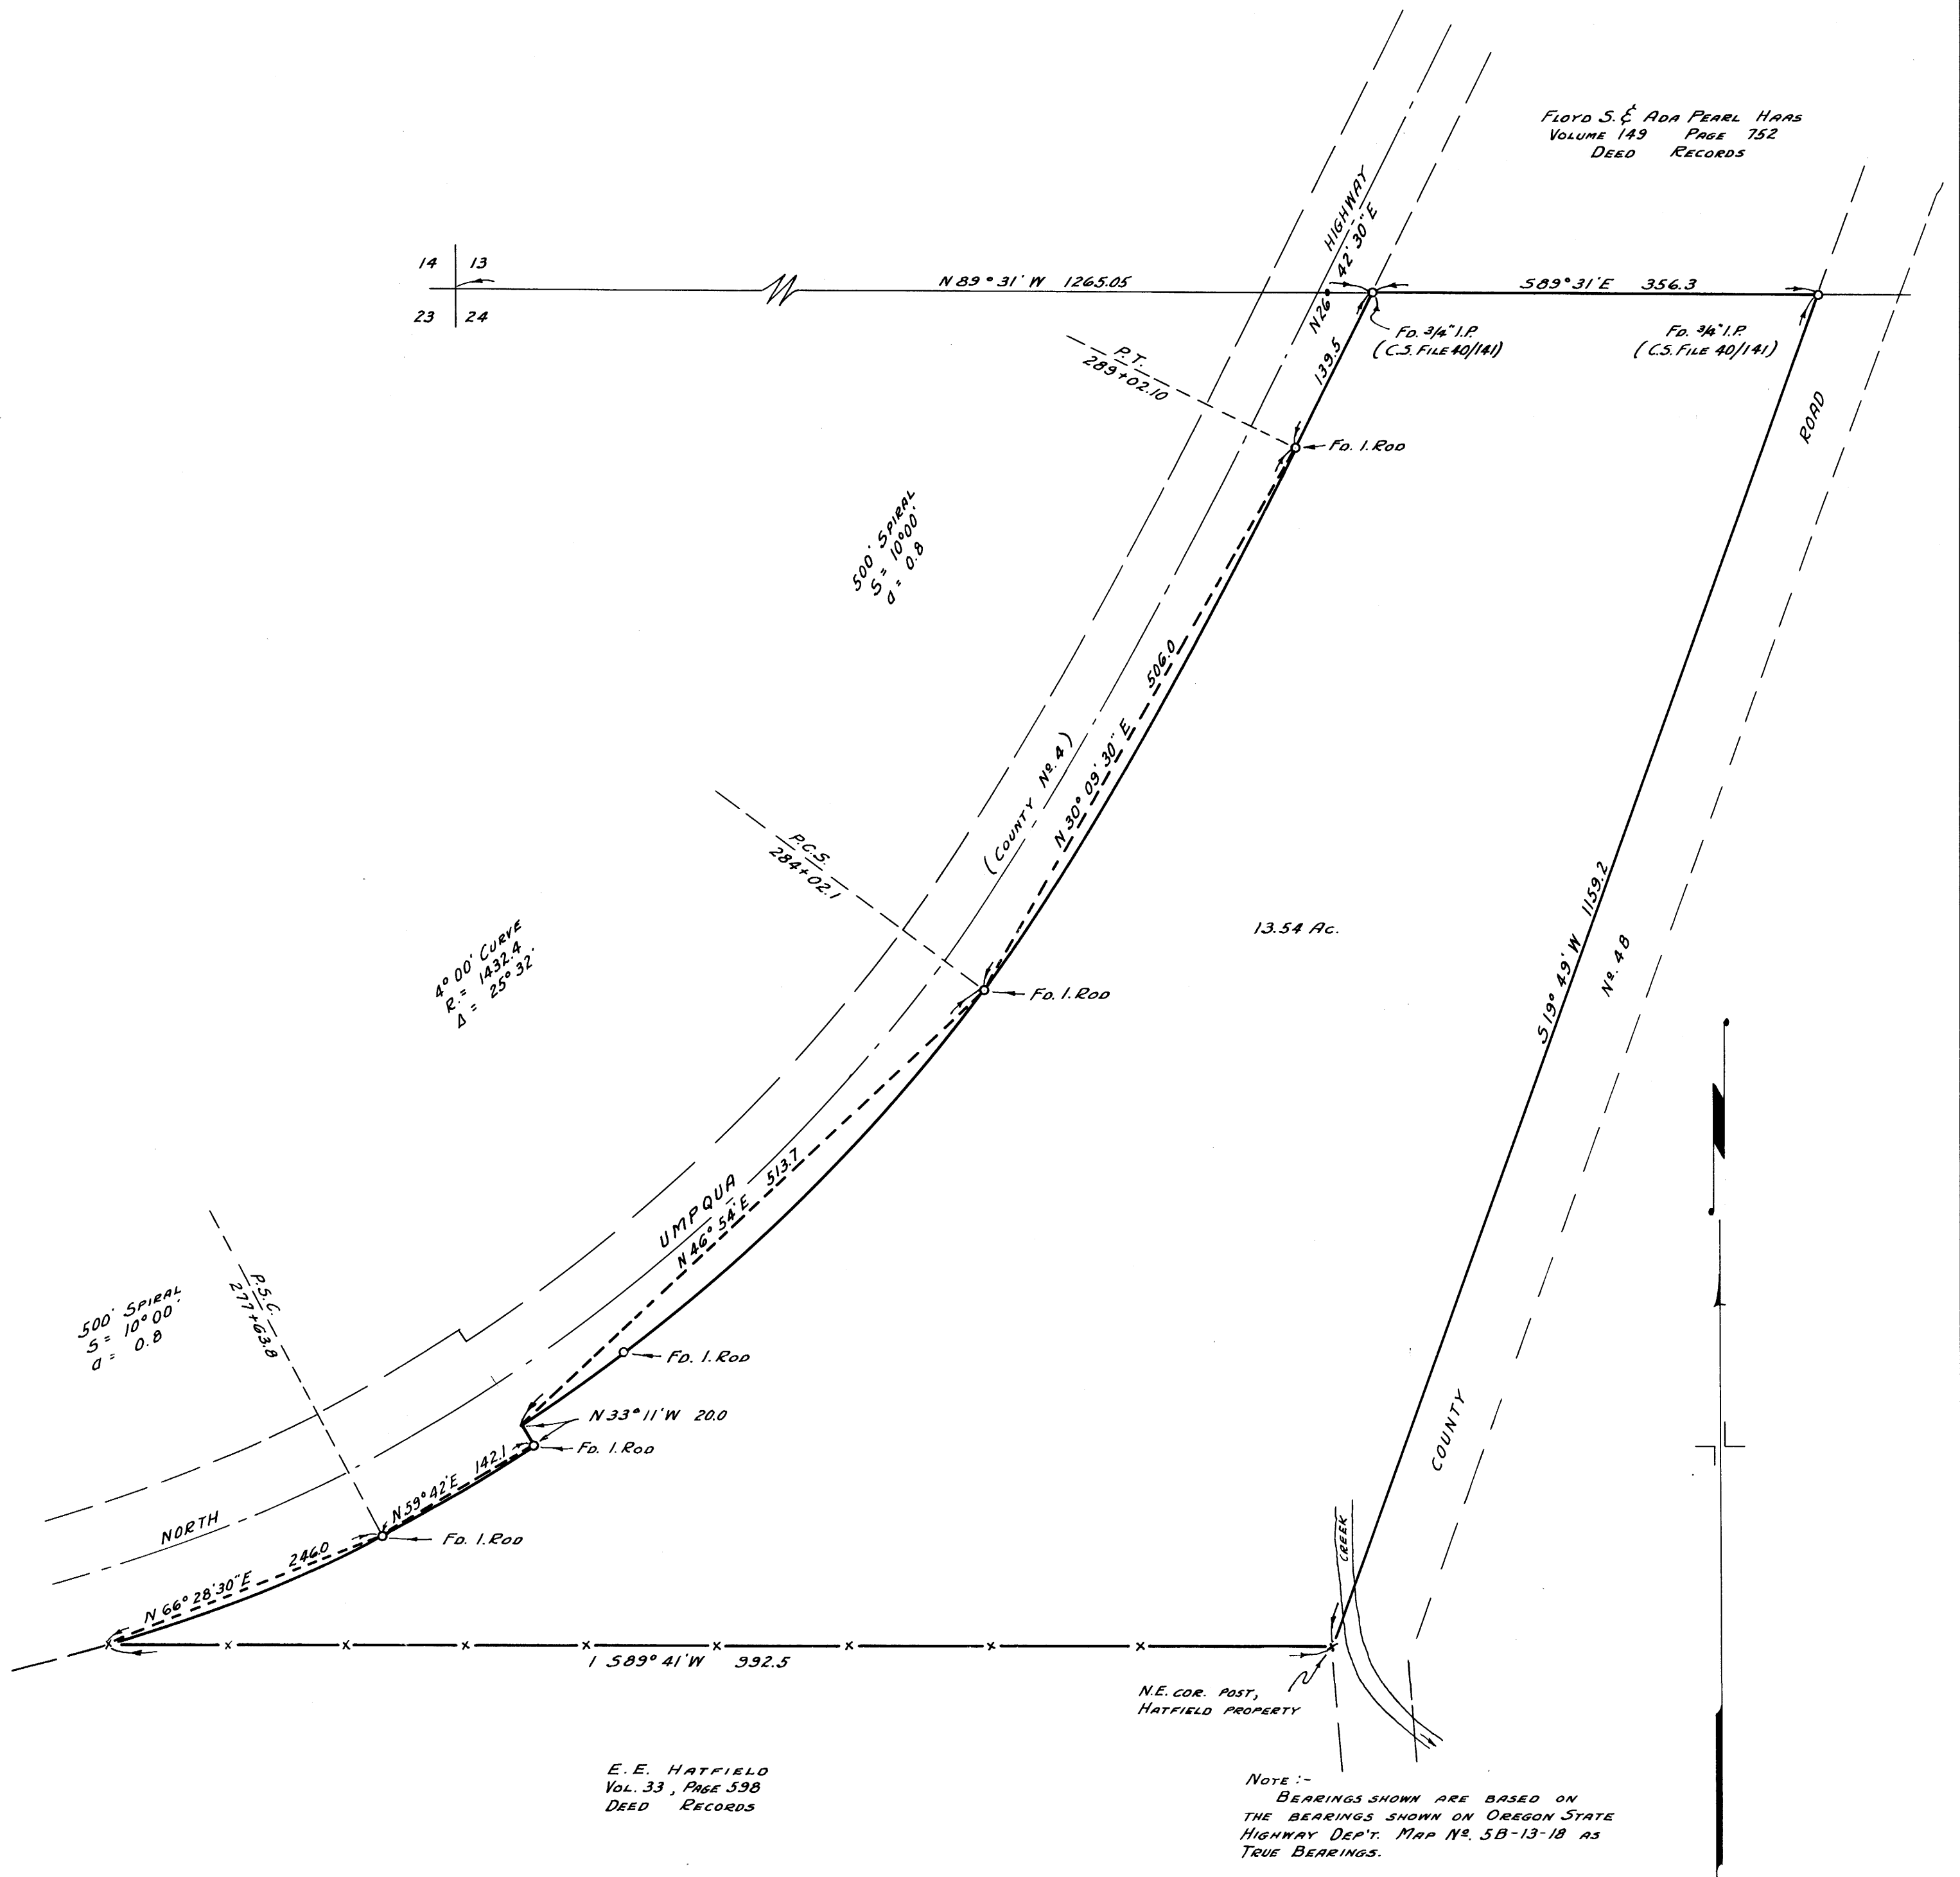 FLOYD S. & ADA PEARL HAAS
VOLUME 149 PAGE 752
DEED RECORDS
HIGHWAY
N26° 42' 30" E
14 13
23 24
N 89° 31' W 1265.05
S89° 31' E 356.3
FD. 3/4" I.P.
(C.S. FILE 40/141)
FD. 3/4" I.P.
(C.S. FILE 40/141)
P.T.
289+02.10
139.5
FD. I. ROD
ROAD
500' SPIRAL
S = 10°00'
a = 0.8
506.0
N 30° 09' 30" E
(COUNTY Nº. 4)
P.C.S.
284+02.1
4° 00' CURVE
R. = 1432.4
Δ = 25° 32'
13.54 AC.
S 19° 49' W 1159.2
Nº. 48
FD. I. ROD
UMPQUA
N 46° 54' E 513.7
500' SPIRAL
S = 10°00'
a = 0.8
P.S.C.
277+63.8
FD. I. ROD
N 33° 11' W 20.0
FD. I. ROD
N 59° 42' E 142.1
NORTH
FD. I. ROD
N 66° 28' 30" E 246.0
COUNTY
CREEK
S89° 41' W 992.5
N.E. COR. POST,
HATFIELD PROPERTY
E. E. HATFIELD
VOL. 33, PAGE 598
DEED RECORDS
NOTE :-
BEARINGS SHOWN ARE BASED ON
THE BEARINGS SHOWN ON OREGON STATE
HIGHWAY DEP'T. MAP Nº. 5B-13-18 AS
TRUE BEARINGS.